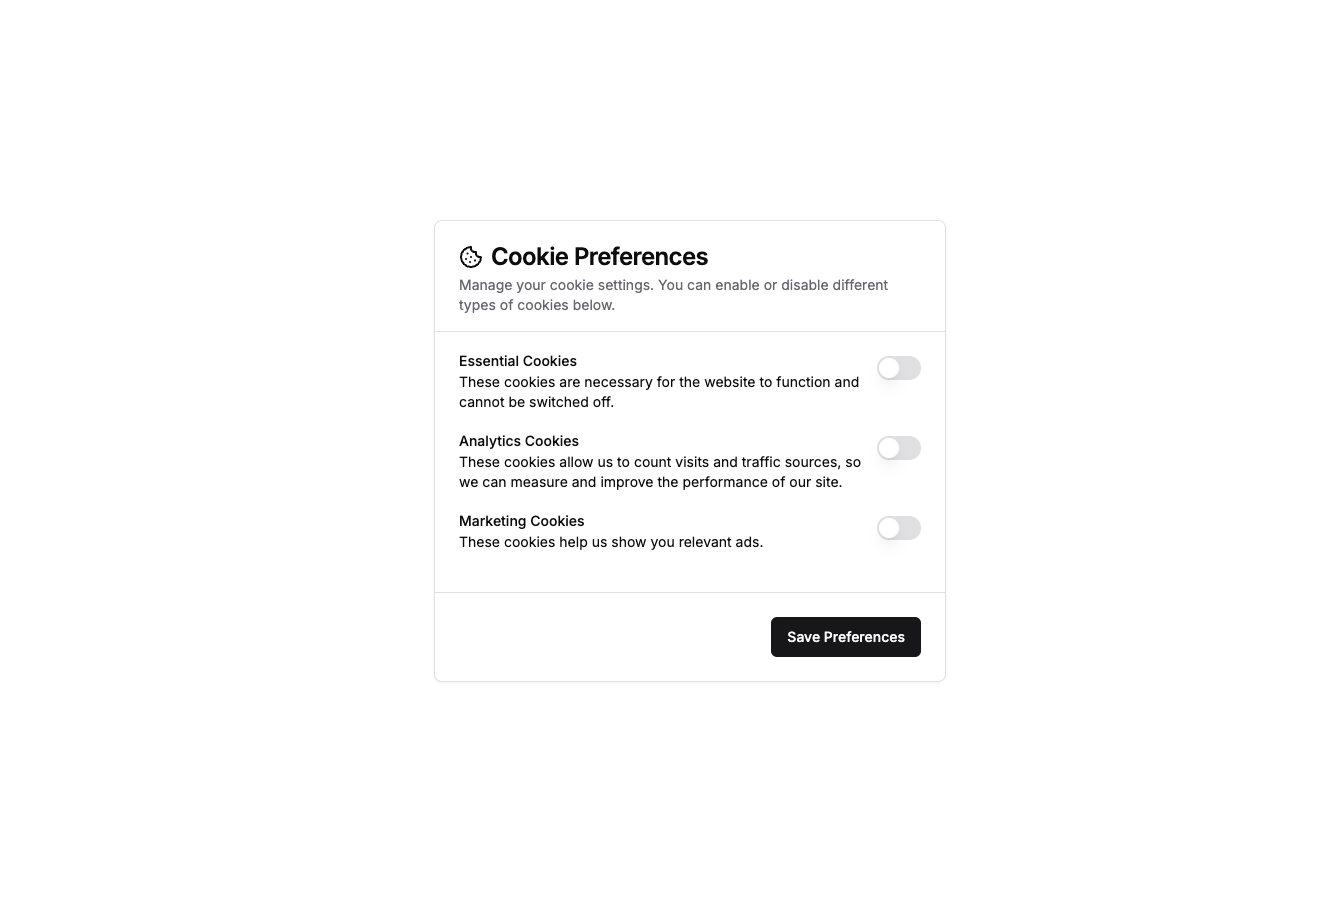 Cookie Preferences
Manage your cookie settings. You can enable or disable different
types of cookies below.
Essential Cookies
These cookies are necessary for the website to function and
cannot be switched off.
Analytics Cookies
These cookies allow us to count visits and traffic sources, so
we can measure and improve the performance of our site.
Marketing Cookies
These cookies help us show you relevant ads.
Save Preferences